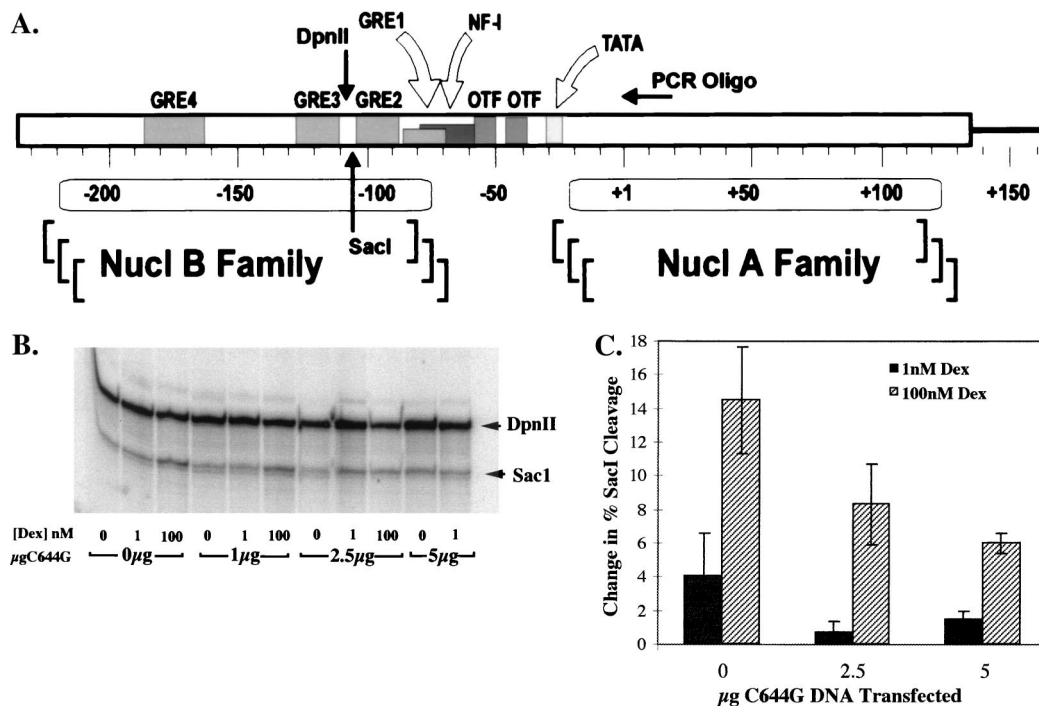 A.
GRE1
NF-I
DpnII
TATA
PCR Oligo
GRE4
GRE3
GRE2
OTF
OTF
-200
-150
-100
-50
+1
+50
+100
+150
SacI
Nucl B Family
Nucl A Family
B.
DpnII
Sac1
[Dex] nM 0 1 100 0 1 100 0 1 100 0 1
µgC644G 0µg 1µg 2.5µg 5µg
C.
Change in % SacI Cleavage
18
16
14
12
10
8
6
4
2
0
1nM Dex
100nM Dex
0 2.5 5
µg C644G DNA Transfected